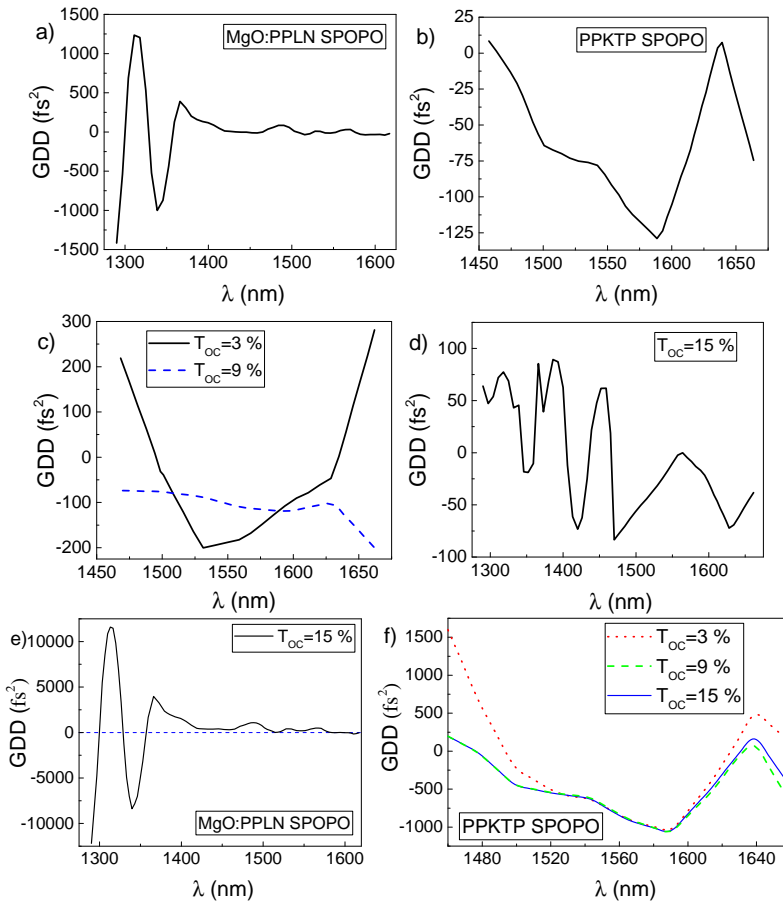 a)
MgO:PPLN SPOPO
GDD (fs²)
1500
1000
500
0
-500
-1000
1500
1300 1400 1500 1600
λ (nm)
b)
PPKTP SPOPO
GDD (fs²)
25
0
-25
-50
-75
-100
-125
1450 1500 1550 1600 1650
λ (nm)
c)
T_OC=3 %
T_OC=9 %
GDD (fs²)
300
200
100
0
-100
-200
1450 1500 1550 1600 1650
λ (nm)
d)
T_OC=15 %
GDD (fs²)
100
50
0
-50
-100
1300 1400 1500 1600
λ (nm)
e)
T_OC=15 %
GDD (fs²)
10000
5000
0
-5000
-10000
MgO:PPLN SPOPO
1300 1400 1500 1600
λ (nm)
f)
T_OC=3 %
T_OC=9 %
T_OC=15 %
GDD (fs²)
1500
1000
500
0
-500
-1000
PPKTP SPOPO
1480 1520 1560 1600 1640
λ (nm)